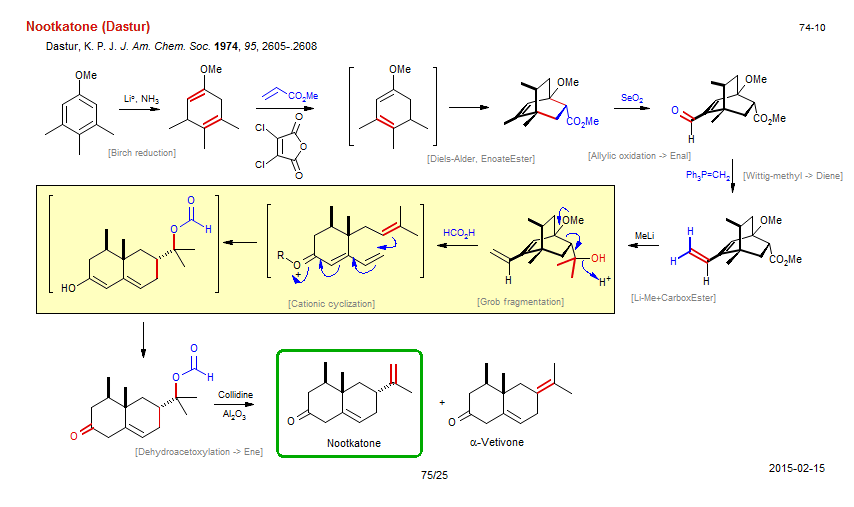 Nootkatone (Dastur)
74-10
Dastur, K. P. J. J. Am. Chem. Soc. 1974, 95, 2605-.2608
OMe
Li°, NH₃
OMe
CO₂Me
Cl
Cl
O
O
O
OMe
OMe
CO₂Me
SeO₂
O
H
OMe
CO₂Me
[Birch reduction]
[Diels-Alder, EnoateEster]
[Allylic oxidation -> Enal]
Ph₃P=CH₂
[Wittig-methyl -> Diene]
O
O
H
HO
R
O
+
[Cationic cyclization]
HCO₂H
OMe
OH
H
H⁺
[Grob fragmentation]
MeLi
H
H
H
OMe
CO₂Me
[Li-Me+CarboxEster]
O
O
H
O
[Dehydroacetoxylation -> Ene]
Collidine
Al₂O₃
O
Nootkatone
+
O
α-Vetivone
75/25
2015-02-15